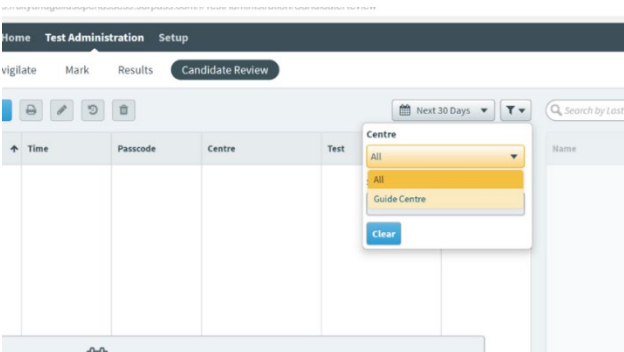 Home Test Administration Setup
vigilate Mark Results Candidate Review
Next 30 Days
Search by Last
Time Passcode Centre Test
Name
Centre
All
All
Guide Centre
Clear